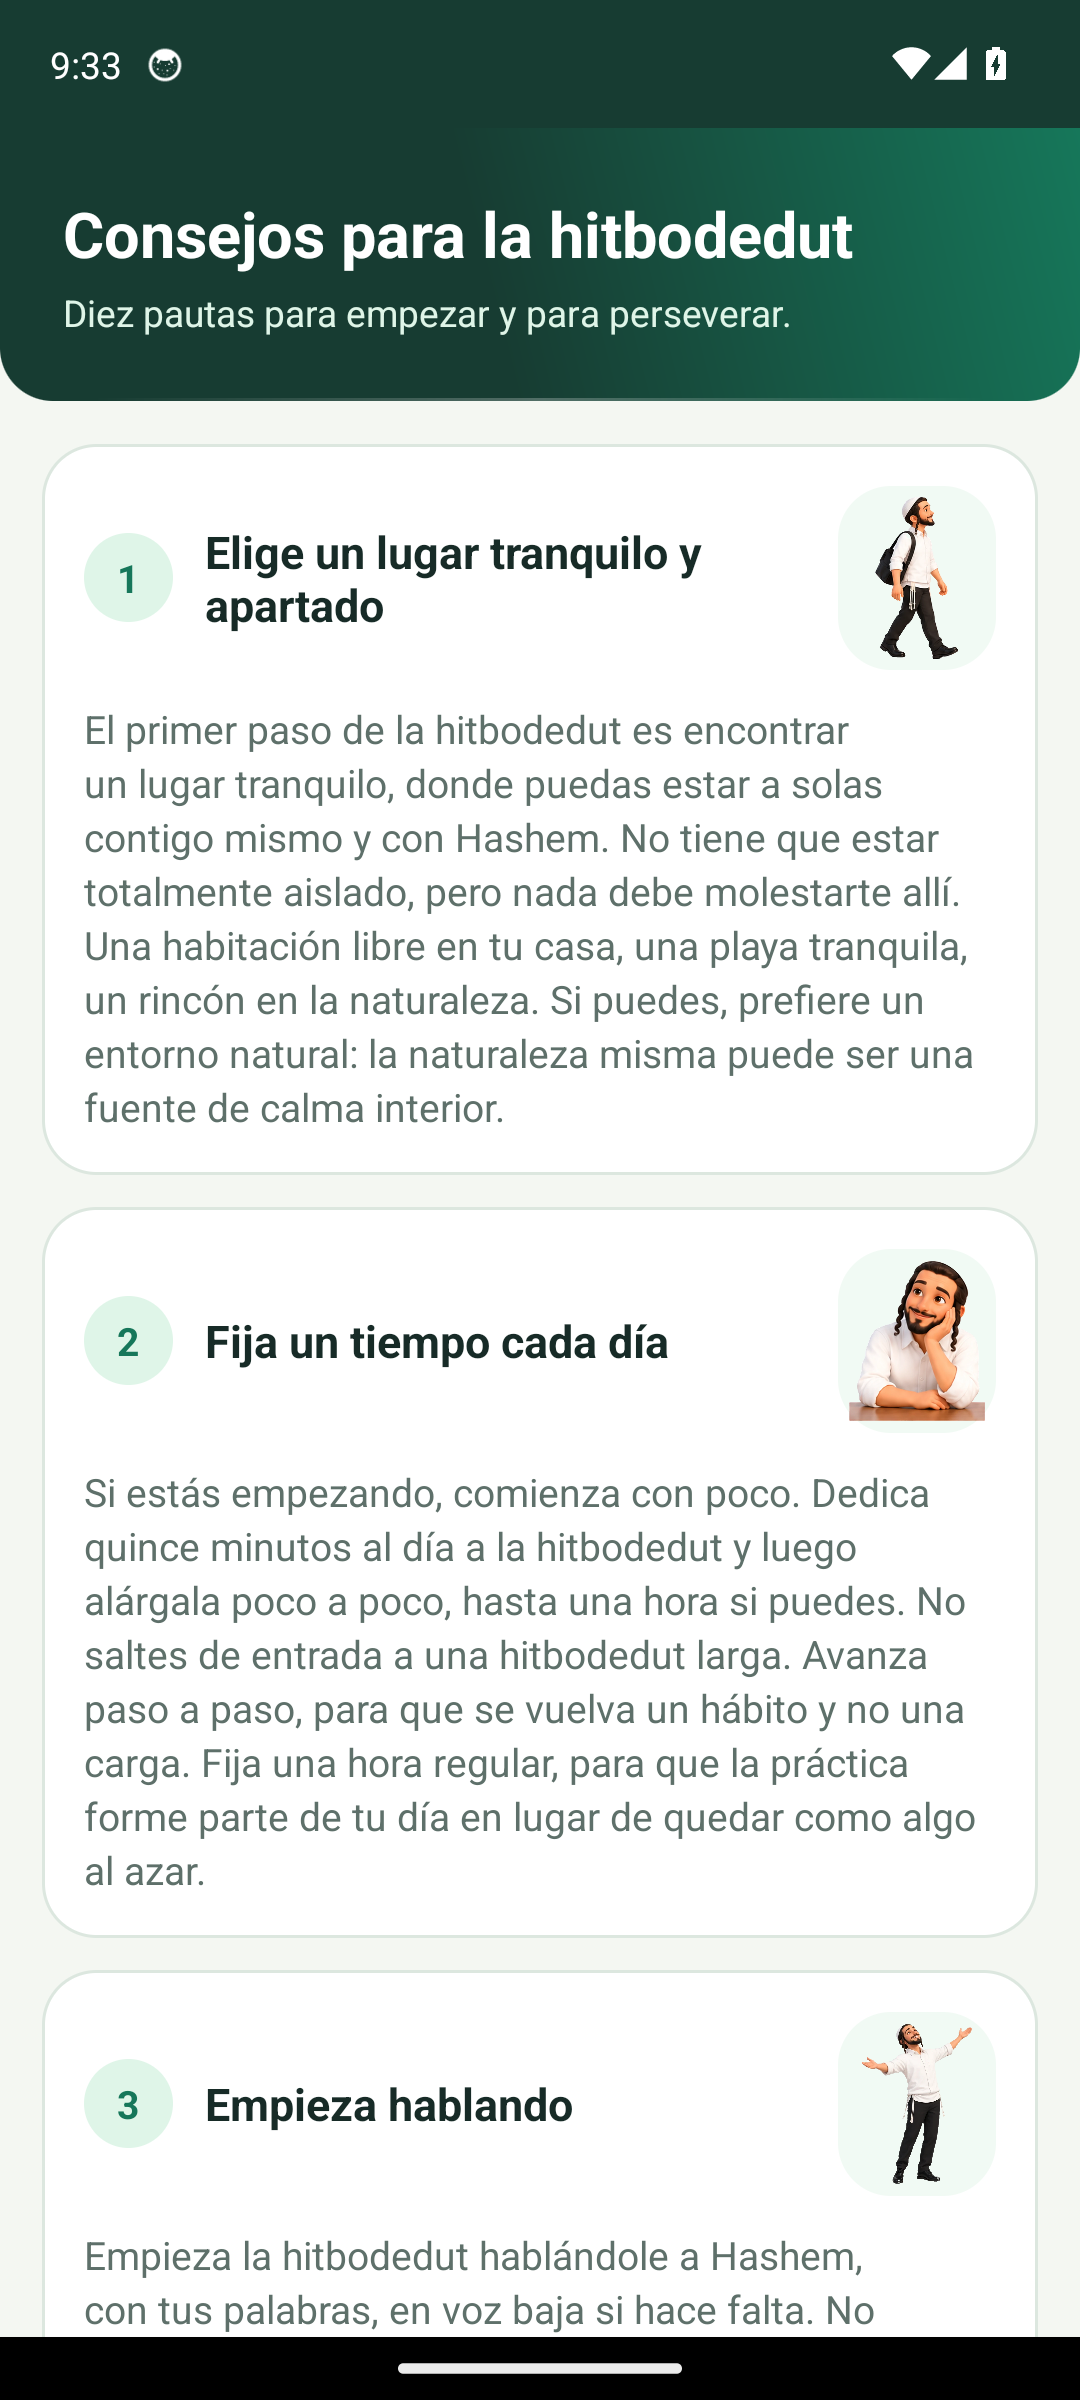 9:33
Consejos para la hitbodedut
Diez pautas para empezar y para perseverar.
1
Elige un lugar tranquilo y
apartado
El primer paso de la hitbodedut es encontrar
un lugar tranquilo, donde puedas estar a solas
contigo mismo y con Hashem. No tiene que estar
totalmente aislado, pero nada debe molestarte allí.
Una habitación libre en tu casa, una playa tranquila,
un rincón en la naturaleza. Si puedes, prefiere un
entorno natural: la naturaleza misma puede ser una
fuente de calma interior.
2
Fija un tiempo cada día
Si estás empezando, comienza con poco. Dedica
quince minutos al día a la hitbodedut y luego
alárgala poco a poco, hasta una hora si puedes. No
saltes de entrada a una hitbodedut larga. Avanza
paso a paso, para que se vuelva un hábito y no una
carga. Fija una hora regular, para que la práctica
forme parte de tu día en lugar de quedar como algo
al azar.
3
Empieza hablando
Empieza la hitbodedut hablándole a Hashem,
con tus palabras, en voz baja si hace falta. No